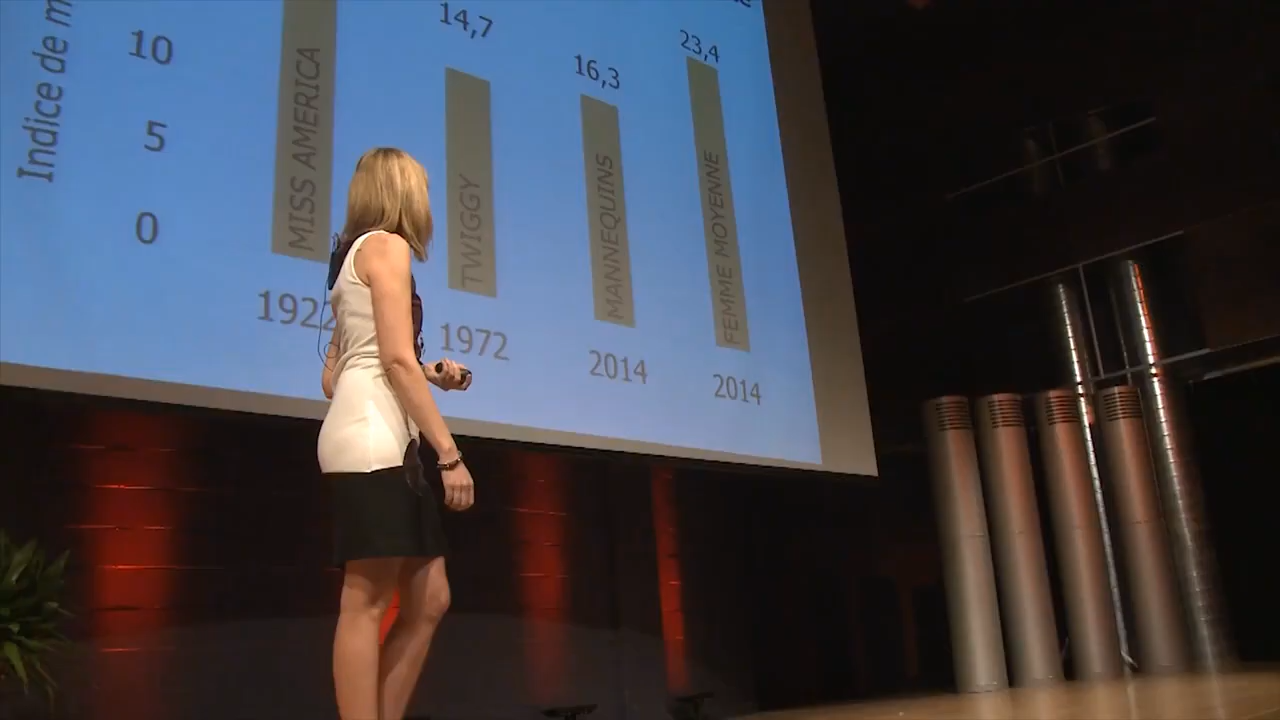 Indice de m
10
5
0
14,7
16,3
23,4
MISS AMERICA
TWIGGY
MANNEQUINS
FEMME MOYENNE
1922
1972
2014
2014